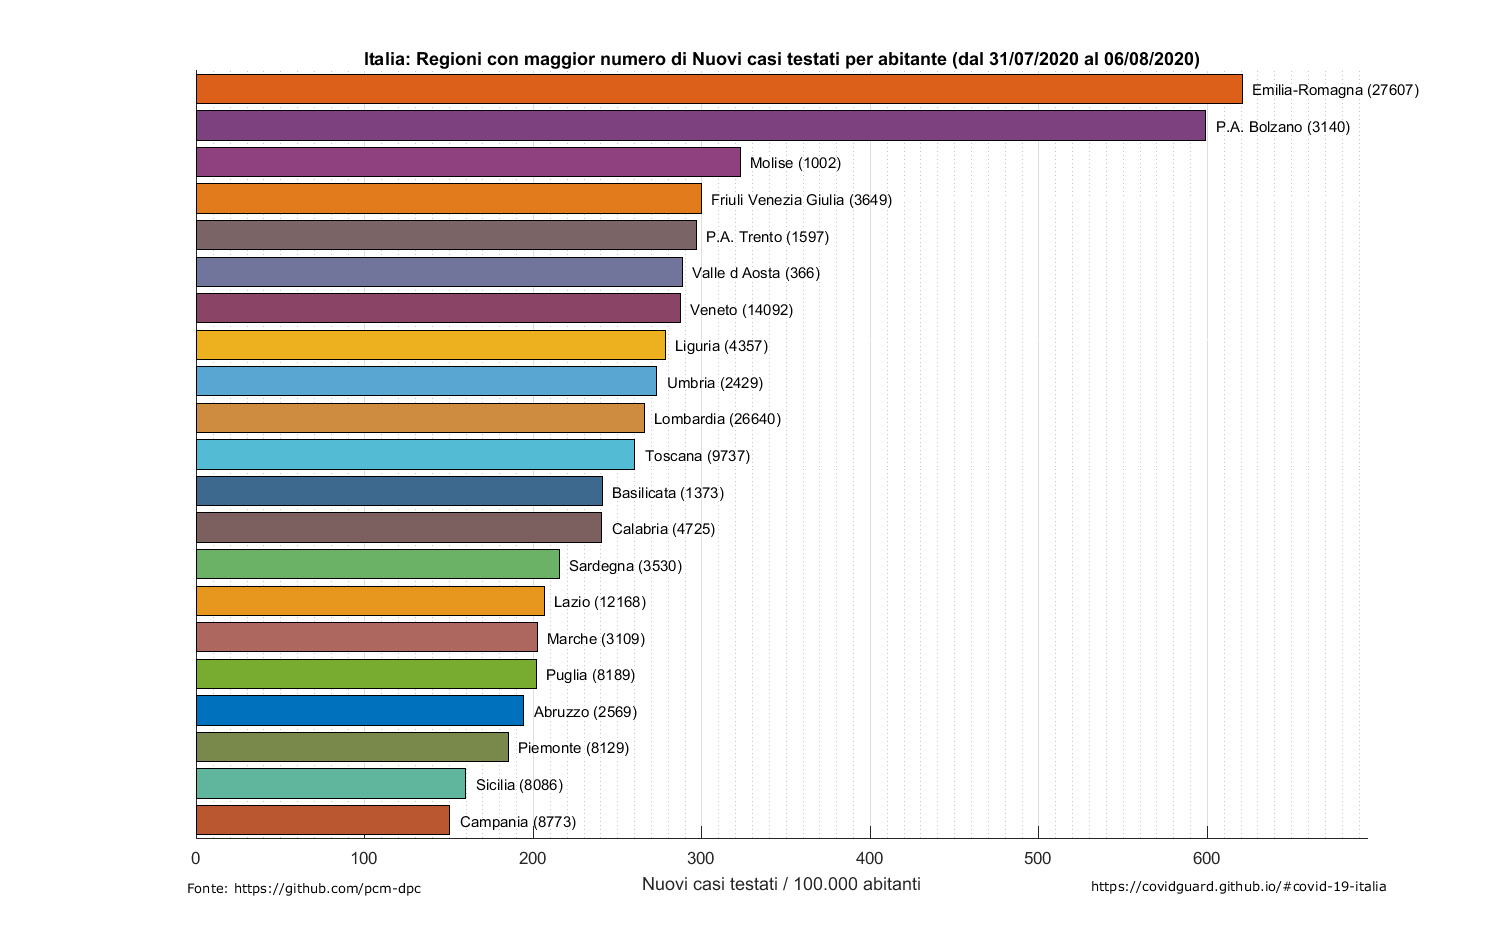 Italia: Regioni con maggior numero di Nuovi casi testati per abitante (dal 31/07/2020 al 06/08/2020)
Emilia-Romagna (27607)
P.A. Bolzano (3140)
Molise (1002)
Friuli Venezia Giulia (3649)
P.A. Trento (1597)
Valle d Aosta (366)
Veneto (14092)
Liguria (4357)
Umbria (2429)
Lombardia (26640)
Toscana (9737)
Basilicata (1373)
Calabria (4725)
Sardegna (3530)
Lazio (12168)
Marche (3109)
Puglia (8189)
Abruzzo (2569)
Piemonte (8129)
Sicilia (8086)
Campania (8773)
0 100 200 300 400 500 600
Nuovi casi testati / 100.000 abitanti
Fonte: https://github.com/pcm-dpc
https://covidguard.github.io/#covid-19-italia